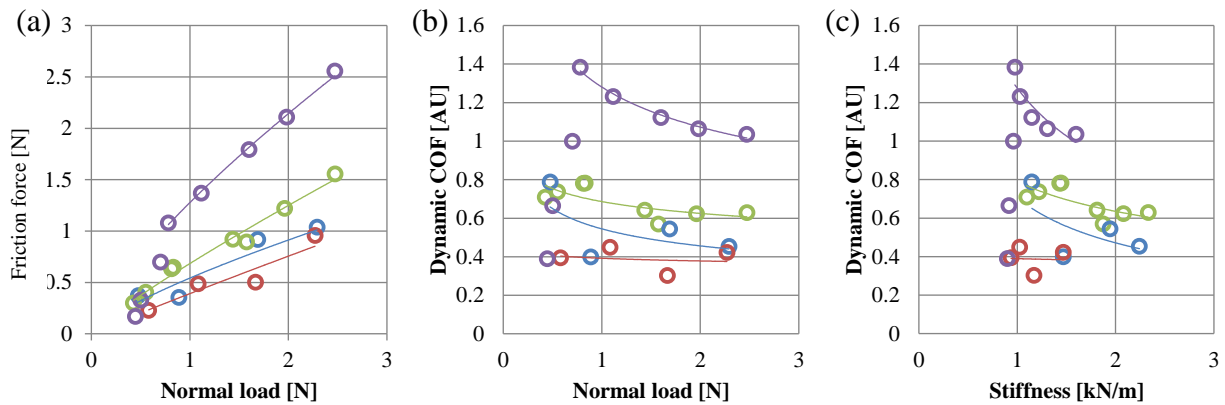 (a)
3
2.5
2
1.5
1
0.5
0
0 1 2 3
Friction force [N]
Normal load [N]
(b)
1.6
1.4
1.2
1
0.8
0.6
0.4
0.2
0
0 1 2 3
Dynamic COF [AU]
Normal load [N]
(c)
1.6
1.4
1.2
1
0.8
0.6
0.4
0.2
0
0 1 2 3
Dynamic COF [AU]
Stiffness [kN/m]